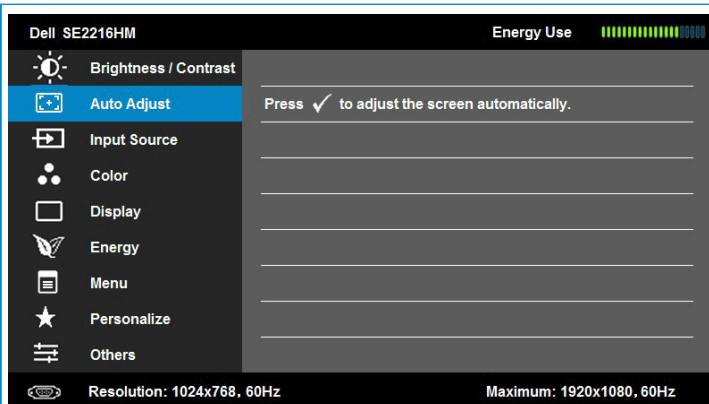 Dell SE2216HM Energy Use
Brightness / Contrast
Auto Adjust Press ✓ to adjust the screen automatically.
Input Source
Color
Display
Energy
Menu
Personalize
Others
Resolution: 1024x768, 60Hz Maximum: 1920x1080, 60Hz